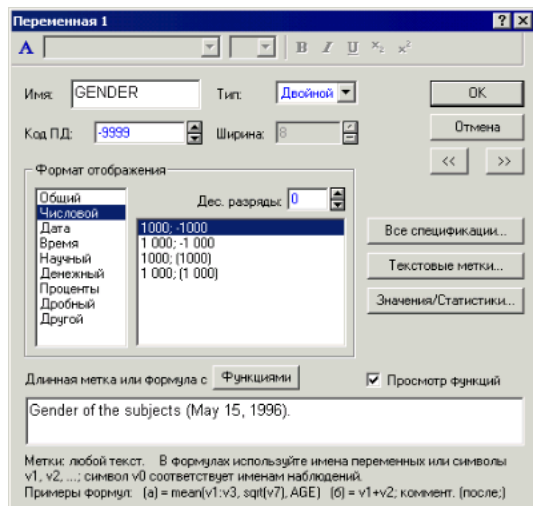 Переменная 1
A B I U x₂ x²
Имя: GENDER Тип: Двойной OK
Код ПД: -9999 Ширина: 8 Отмена
<< >>
Формат отображения
Общий Дес. разряды: 0
Числовой 1000; -1000
Дата 1 000; -1 000 Все спецификации...
Время 1000; (1000)
Научный 1 000; (1 000) Текстовые метки...
Денежный
Проценты Значения/Статистики...
Дробный
Другой
Длинная метка или формула с Функциями Просмотр функций
Gender of the subjects (May 15, 1996).
Метки: любой текст. В формулах используйте имена переменных или символы
v1, v2, ...; символ v0 соответствует именам наблюдений.
Примеры формул: (а) = mean(v1:v3, sqrt(v7), AGE) (б) = v1+v2; коммент. (после;)